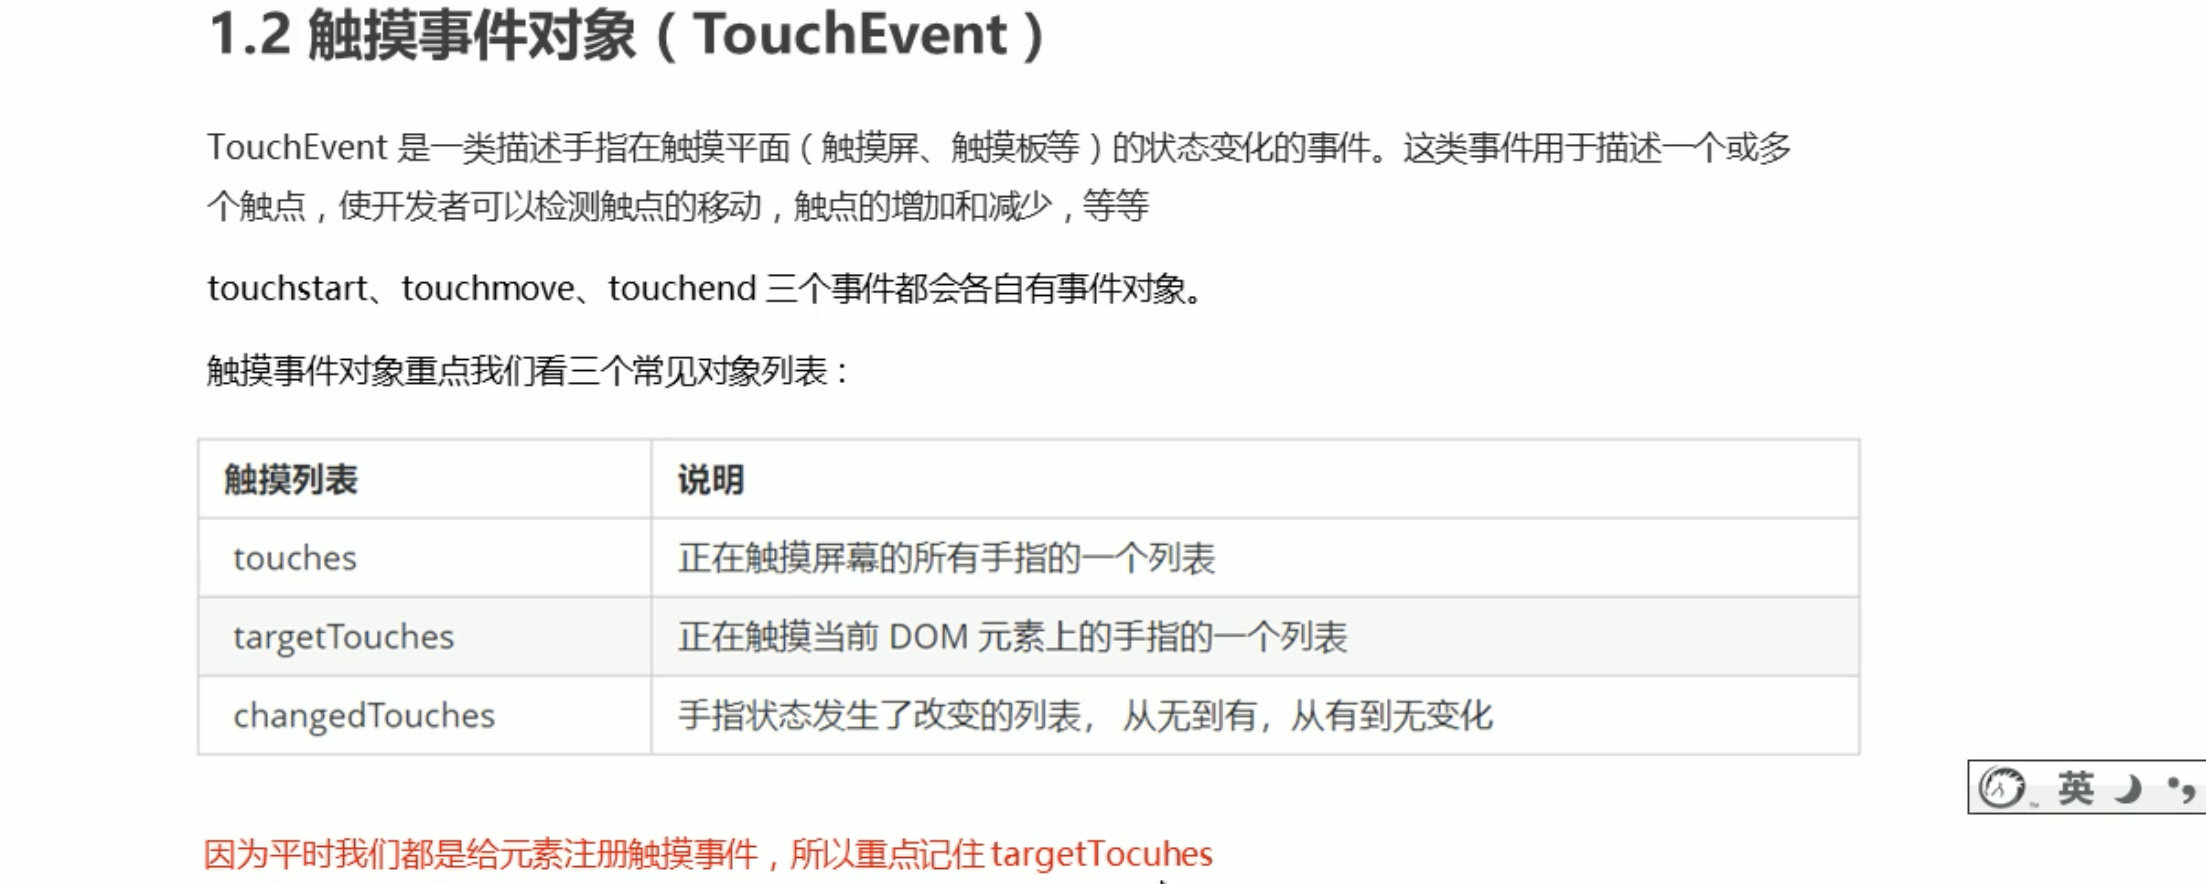 1.2 触摸事件对象（TouchEvent）
TouchEvent 是一类描述手指在触摸平面（触摸屏、触摸板等）的状态变化的事件。这类事件用于描述一个或多
个触点，使开发者可以检测触点的移动，触点的增加和减少，等等
touchstart、touchmove、touchend 三个事件都会各自有事件对象。
触摸事件对象重点我们看三个常见对象列表：
触摸列表 说明
touches 正在触摸屏幕的所有手指的一个列表
targetTouches 正在触摸当前 DOM 元素上的手指的一个列表
changedTouches 手指状态发生了改变的列表， 从无到有，从有到无变化
英
因为平时我们都是给元素注册触摸事件，所以重点记住 targetTocuhes